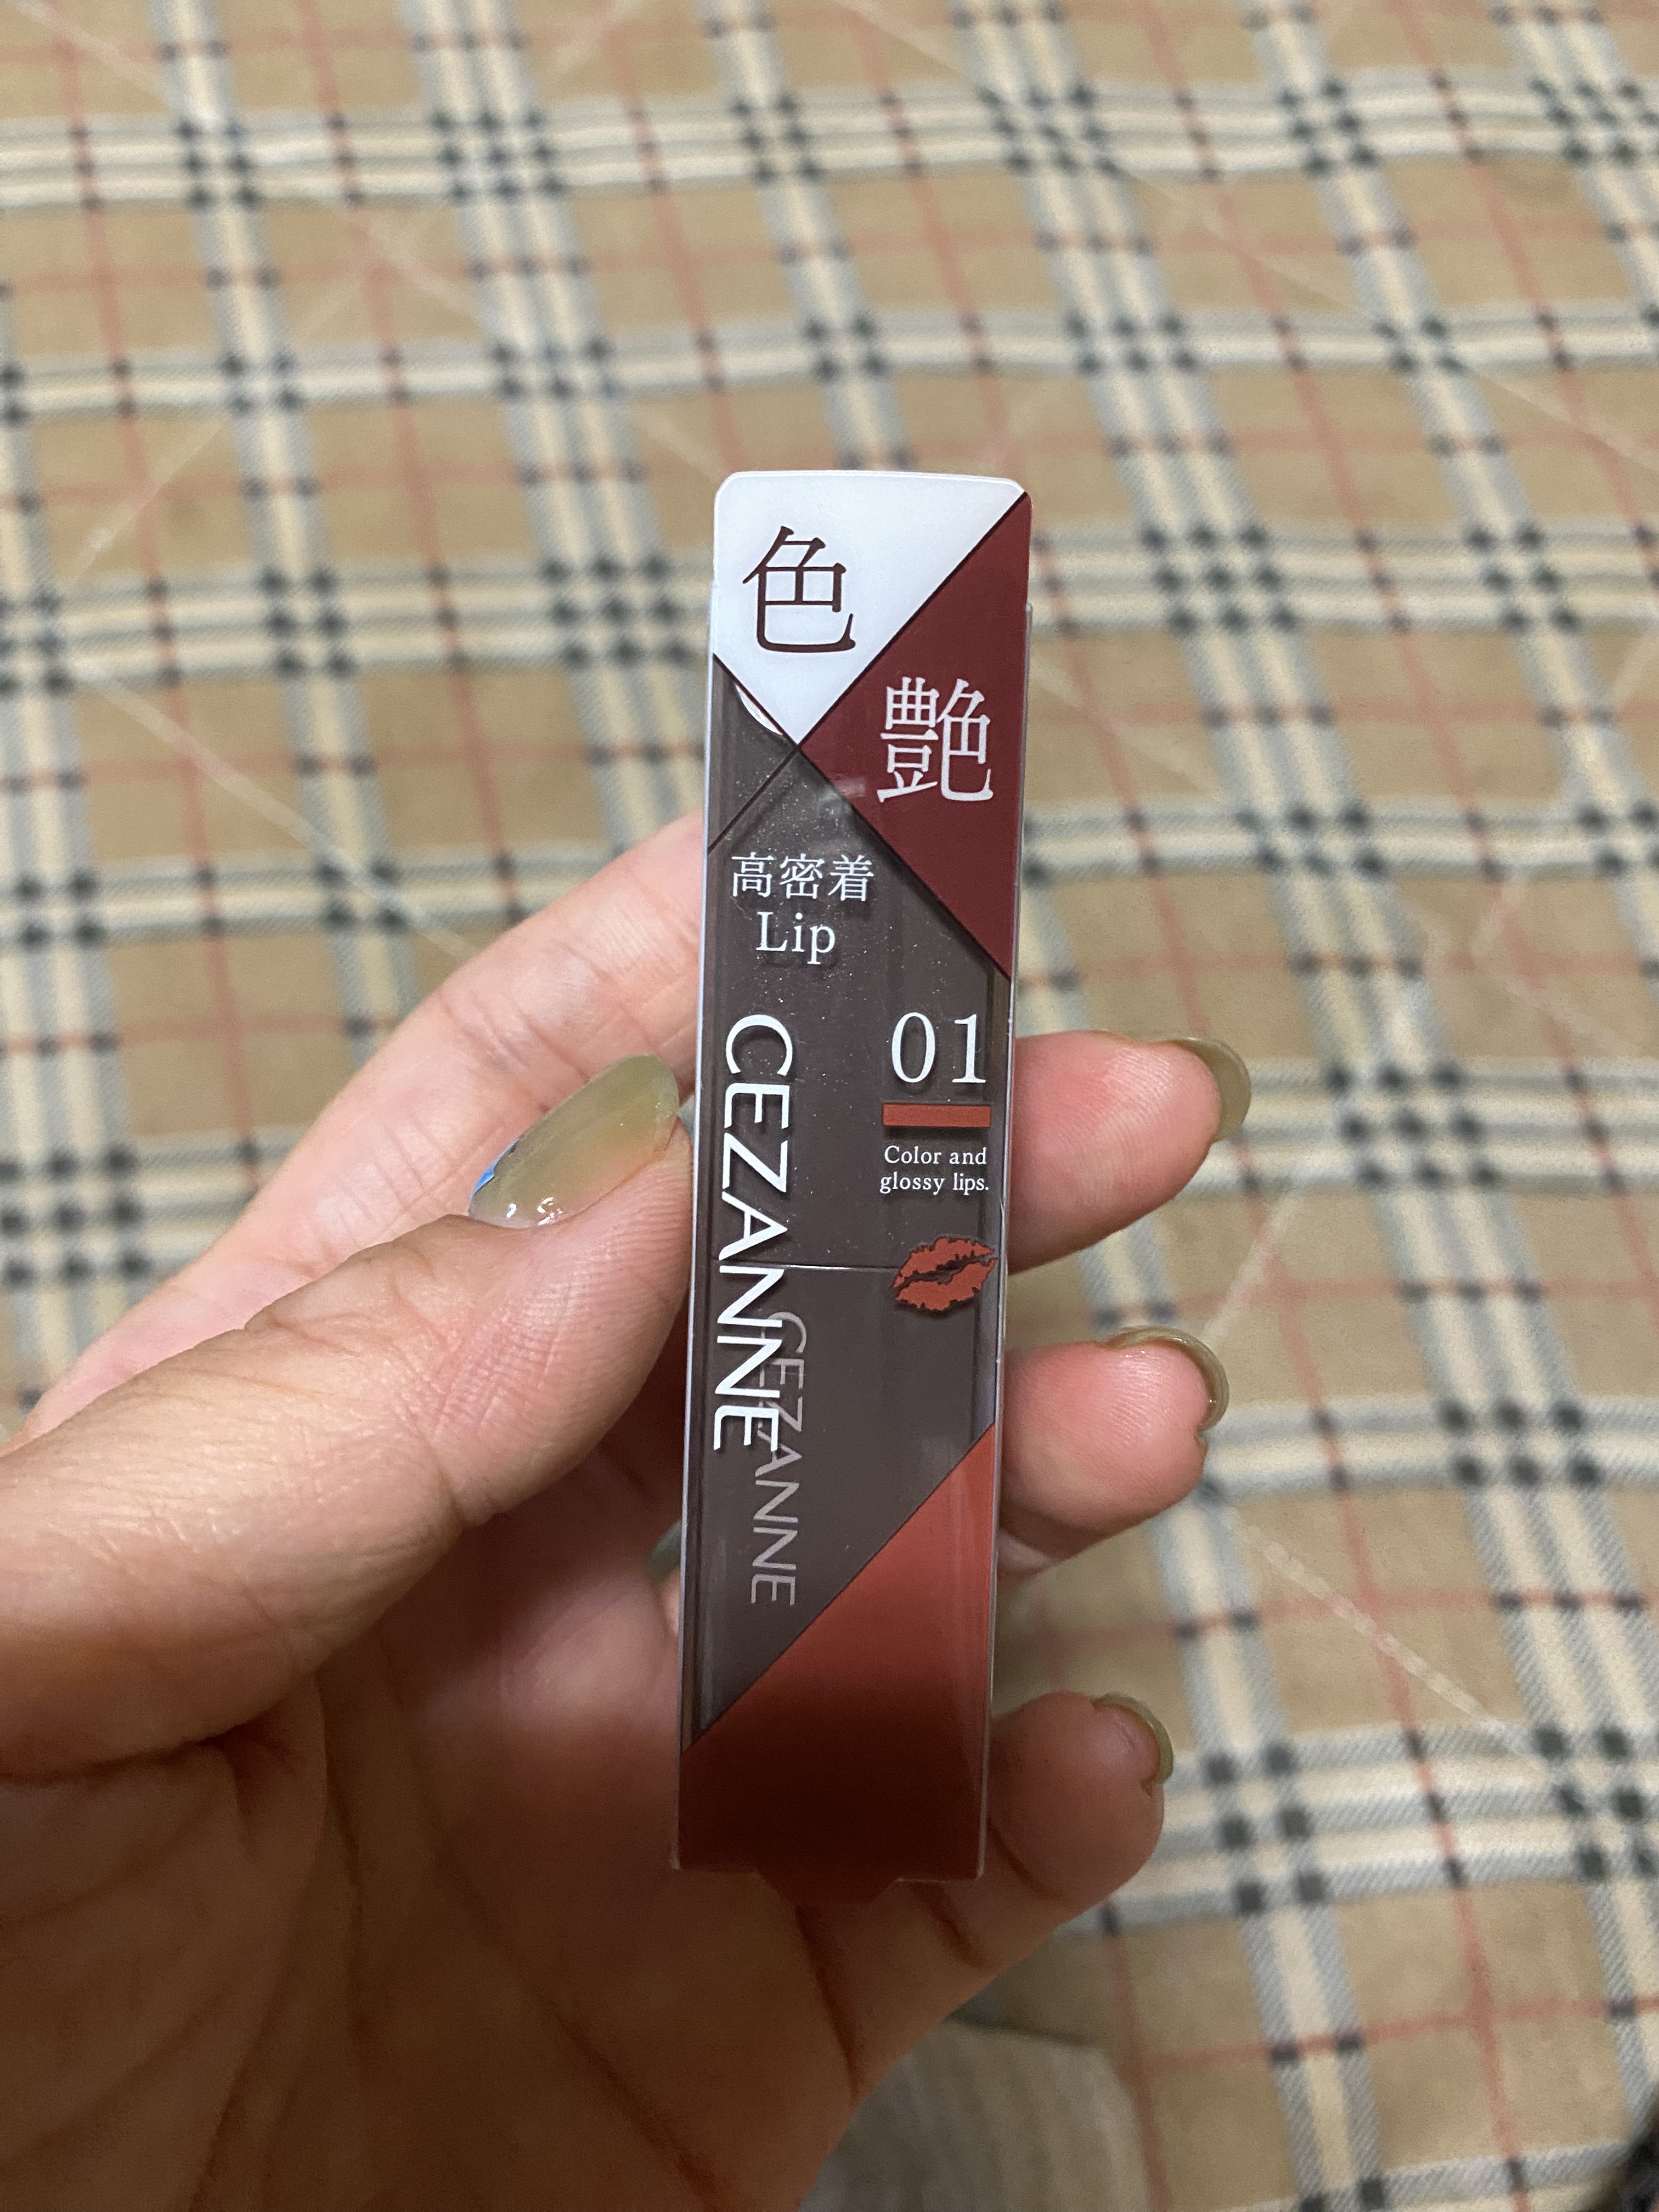 色
艶
高密着
Lip
01
Color and
glossy lips.
CEZANNE
CEZANNE